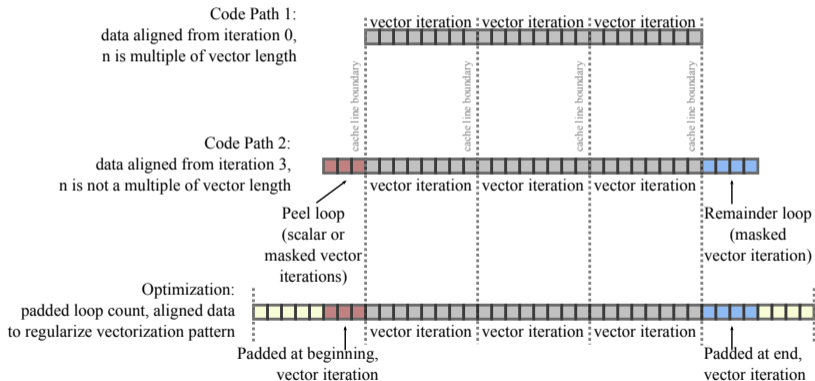 Code Path 1:
data aligned from iteration 0,
n is multiple of vector length
vector iteration vector iteration vector iteration
cache line boundary
cache line boundary
cache line boundary
cache line boundary
Code Path 2:
data aligned from iteration 3,
n is not a multiple of vector length
vector iteration vector iteration vector iteration
Peel loop
(scalar or
masked vector
iterations)
Remainder loop
(masked
vector iteration)
Optimization:
padded loop count, aligned data
to regularize vectorization pattern
vector iteration vector iteration vector iteration
Padded at beginning,
vector iteration
Padded at end,
vector iteration